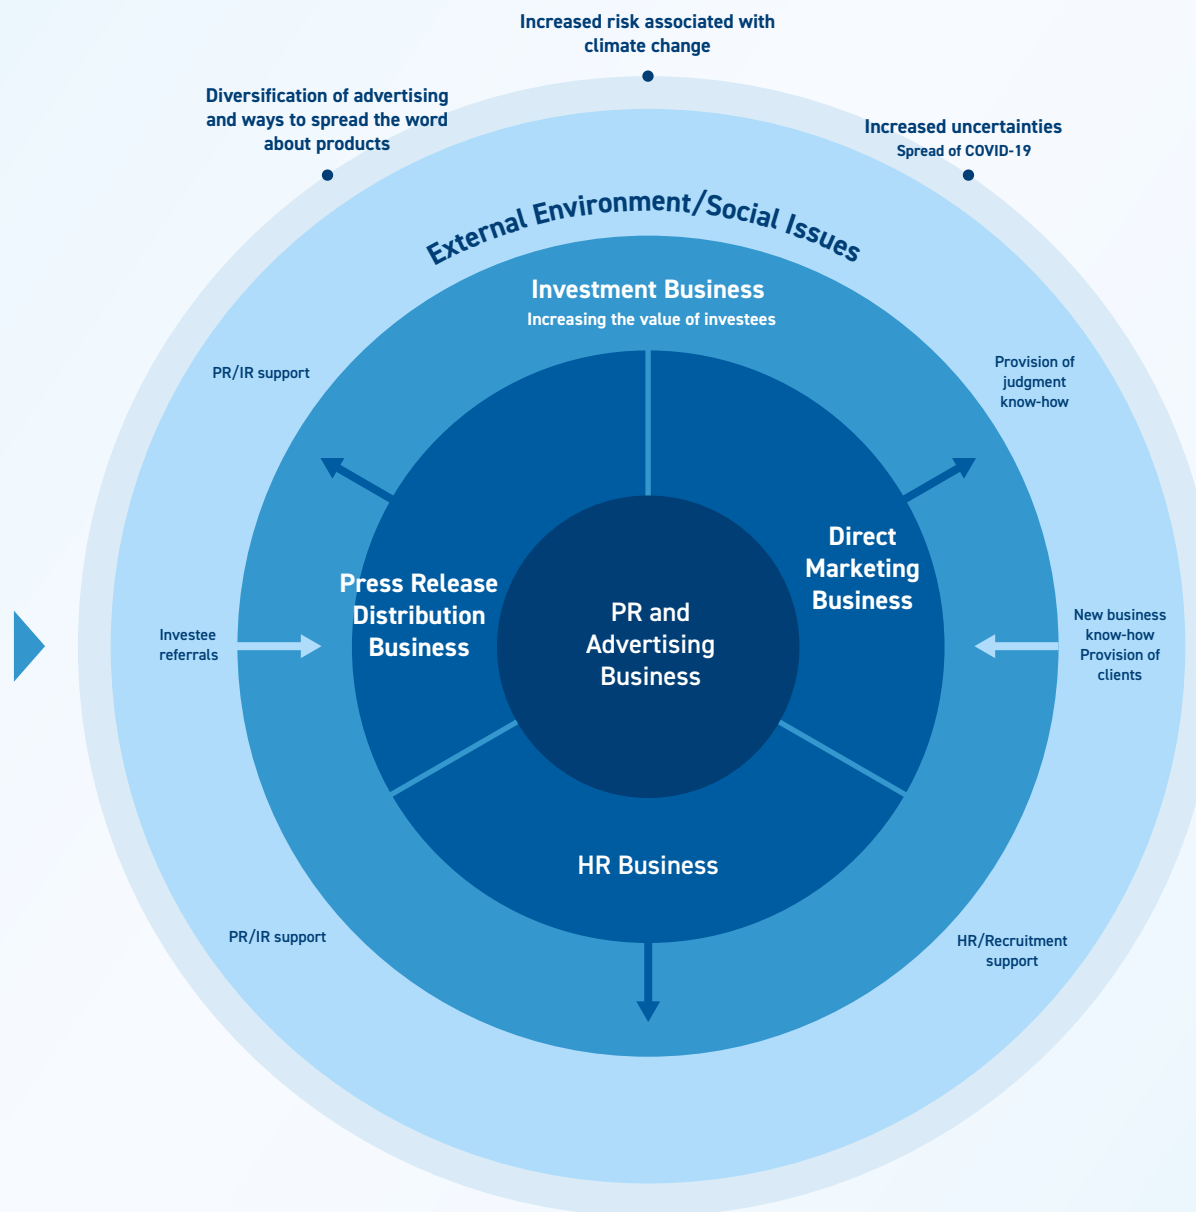 Increased risk associated with
climate change
Diversification of advertising
and ways to spread the word
about products
Increased uncertainties
Spread of COVID-19
External Environment/Social Issues
Investment Business
Increasing the value of investees
PR/IR support
Provision of
judgment
know-how
Direct
Marketing
Business
Press Release
Distribution
Business
PR and
Advertising
Business
Investee
referrals
New business
know-how
Provision of
clients
HR Business
PR/IR support
HR/Recruitment
support